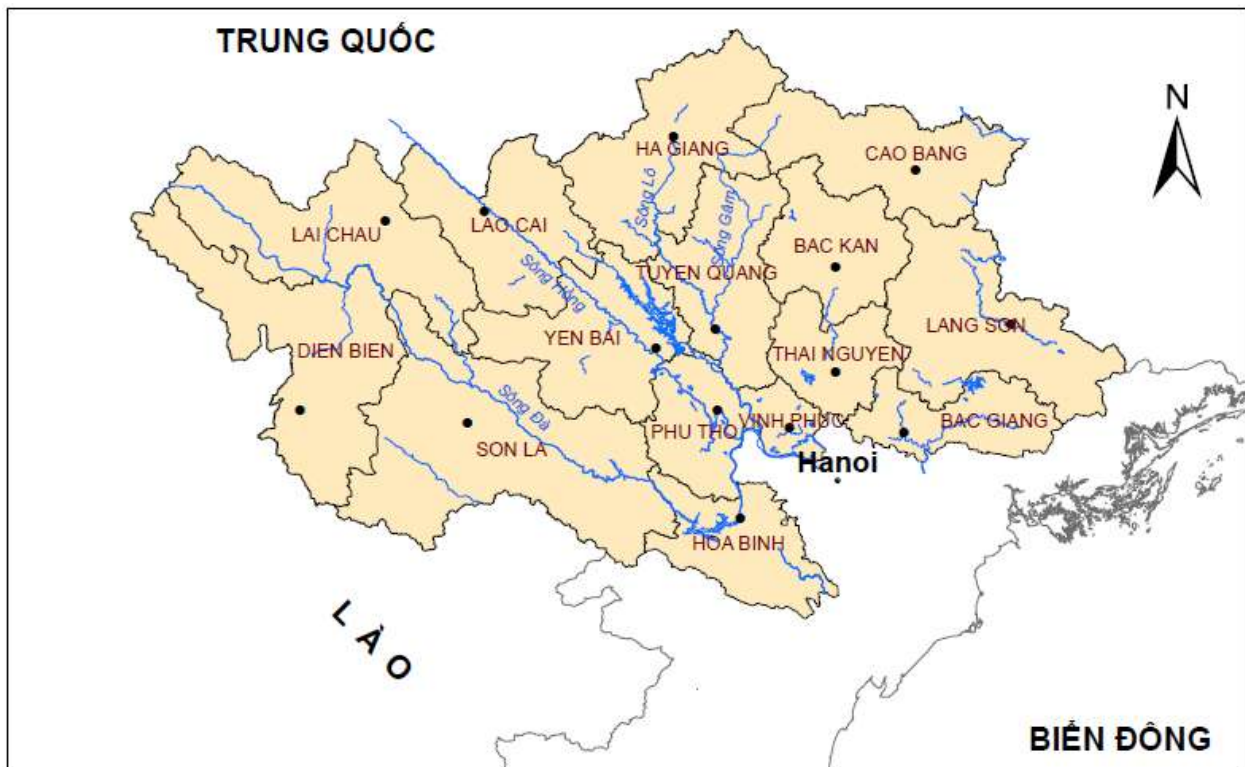 TRUNG QUỐC
N
HA GIANG
CAO BANG
Sông Lô
Sông Gâm
LAI CHAU
LAO CAI
BAC KAN
Sông Hồng
TUYEN QUANG
LANG SON
YEN BAI
THAI NGUYEN
DIEN BIEN
Sông Đà
SON LA
PHU THO
VINH PHUC
BAC GIANG
Hanoi
HOA BINH
LÀO
BIỂN ĐÔNG